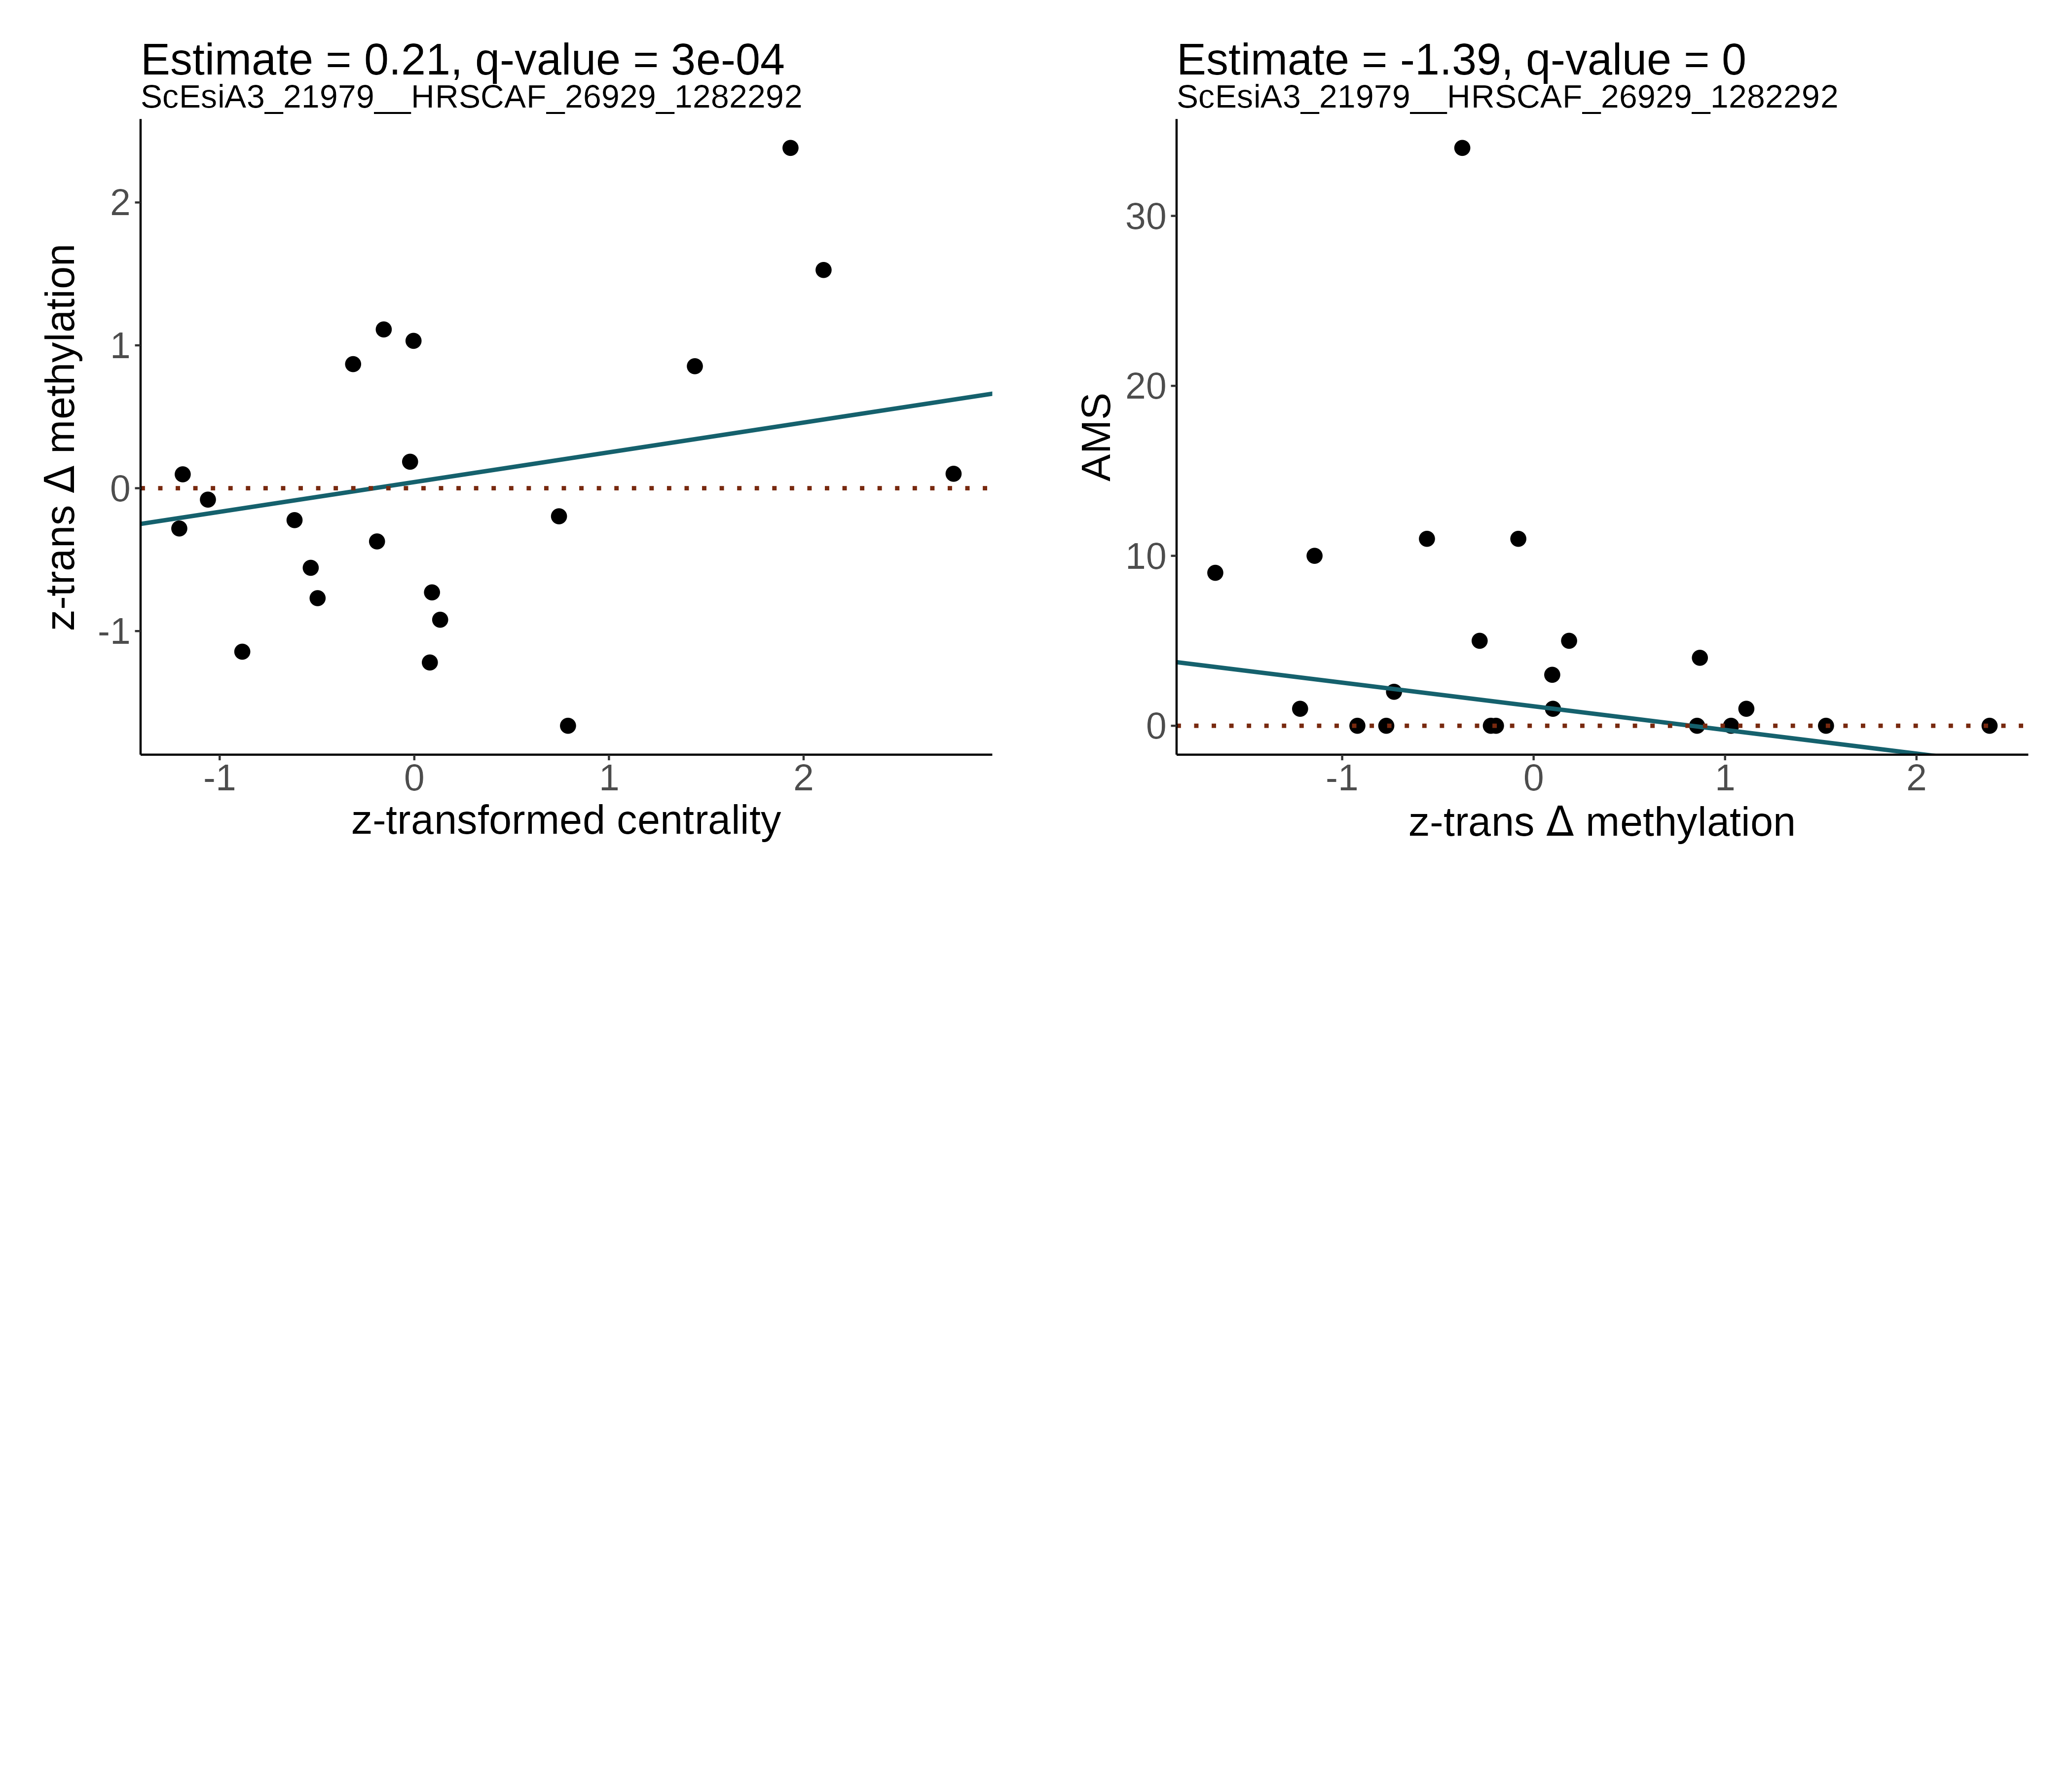 Estimate = 0.21, q-value = 3e-04
ScEsiA3_21979__HRSCAF_26929_1282292
z-trans Δ methylation
2
1
0
-1
-1
0
1
2
z-transformed centrality
Estimate = -1.39, q-value = 0
ScEsiA3_21979__HRSCAF_26929_1282292
AMS
30
20
10
0
-1
0
1
2
z-trans Δ methylation